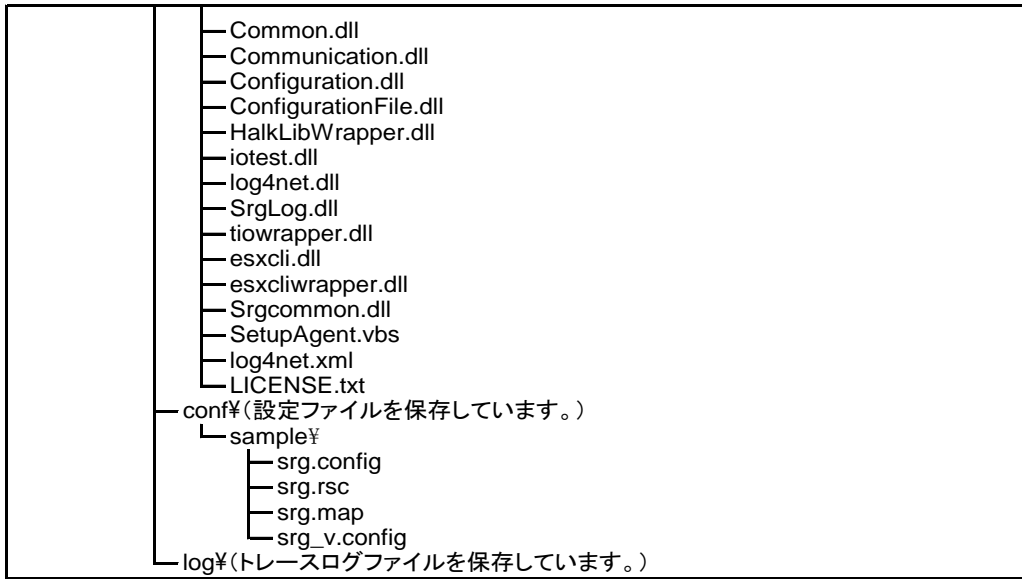 Common.dll
Communication.dll
Configuration.dll
ConfigurationFile.dll
HalkLibWrapper.dll
iotest.dll
log4net.dll
SrgLog.dll
tiowrapper.dll
esxcli.dll
esxcliwrapper.dll
Srgcommon.dll
SetupAgent.vbs
log4net.xml
LICENSE.txt
conf¥（設定ファイルを保存しています。）
sample¥
srg.config
srg.rsc
srg.map
srg_v.config
log¥（トレースログファイルを保存しています。）